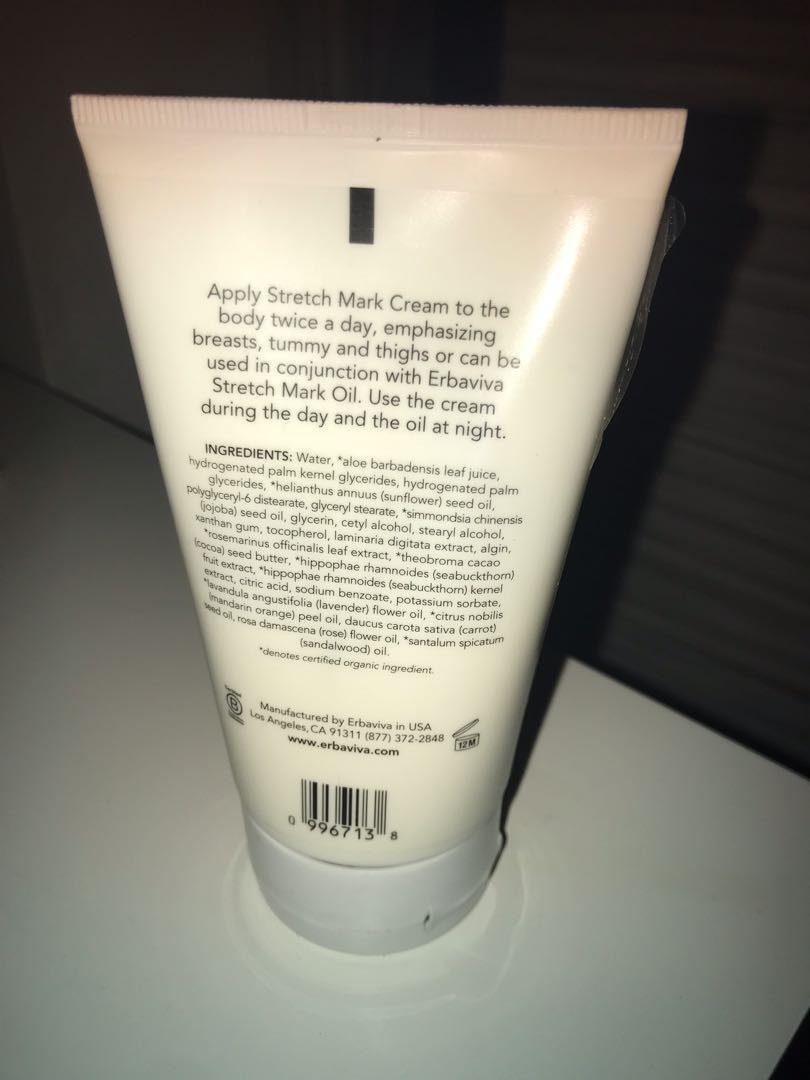 Apply Stretch Mark Cream to the
body twice a day, emphasizing
breasts, tummy and thighs or can be
used in conjunction with Erbaviva
Stretch Mark Oil. Use the cream
during the day and the oil at night.
INGREDIENTS: Water, *aloe barbadensis leaf juice,
hydrogenated palm kernel glycerides, hydrogenated palm
glycerides, *helianthus annuus (sunflower) seed oil,
polyglyceryl-6 distearate, glyceryl stearate, *simmondsia chinensis
(jojoba) seed oil, glycerin, cetyl alcohol, stearyl alcohol,
xanthan gum, tocopherol, laminaria digitata extract, algin,
*rosemarinus officinalis leaf extract, *theobroma cacao
(cocoa) seed butter, *hippophae rhamnoides (seabuckthorn)
fruit extract, *hippophae rhamnoides (seabuckthorn) kernel
extract, citric acid, sodium benzoate, potassium sorbate,
*lavandula angustifolia (lavender) flower oil, *citrus nobilis
(mandarin orange) peel oil, daucus carota sativa (carrot)
seed oil, rosa damascena (rose) flower oil, *santalum spicatum
(sandalwood) oil.
*denotes certified organic ingredient.
Certified
B
Manufactured by Erbaviva in USA
Los Angeles, CA 91311 (877) 372-2848
www.erbaviva.com
12M
0 996713 8